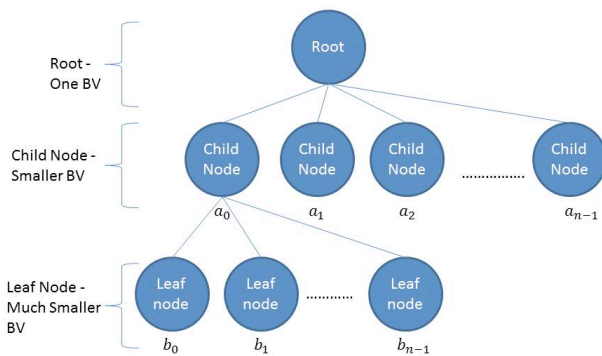 Root
Root -
One BV
Child
Node
Child
Node
Child
Node
Child
Node
Child Node -
Smaller BV
...............
a₀
a₁
a₂
aₙ₋₁
Leaf
node
Leaf
node
Leaf
node
Leaf Node -
Much Smaller
BV
............
b₀
b₁
bₙ₋₁